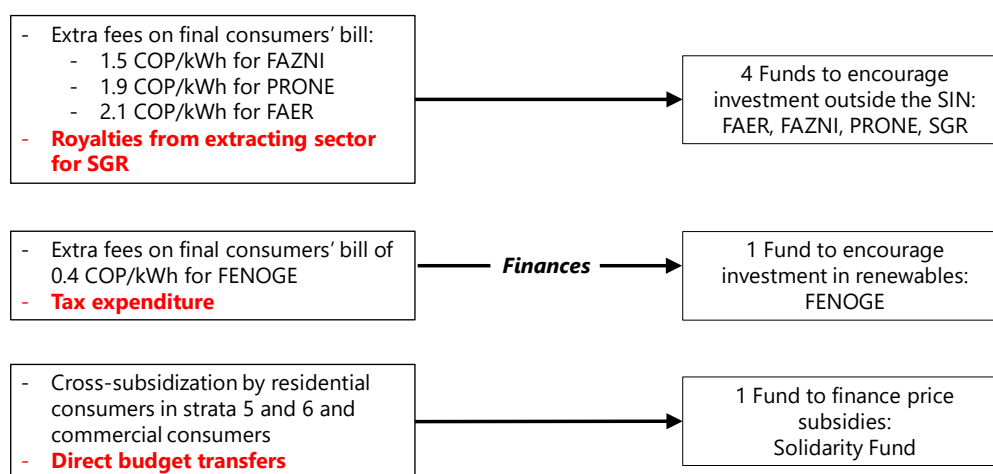 - Extra fees on final consumers' bill:
- 1.5 COP/kWh for FAZNI
- 1.9 COP/kWh for PRONE
- 2.1 COP/kWh for FAER
- Royalties from extracting sector
for SGR
4 Funds to encourage
investment outside the SIN:
FAER, FAZNI, PRONE, SGR
- Extra fees on final consumers' bill of
0.4 COP/kWh for FENOGE
- Tax expenditure
Finances
1 Fund to encourage
investment in renewables:
FENOGE
- Cross-subsidization by residential
consumers in strata 5 and 6 and
commercial consumers
- Direct budget transfers
1 Fund to finance price
subsidies:
Solidarity Fund